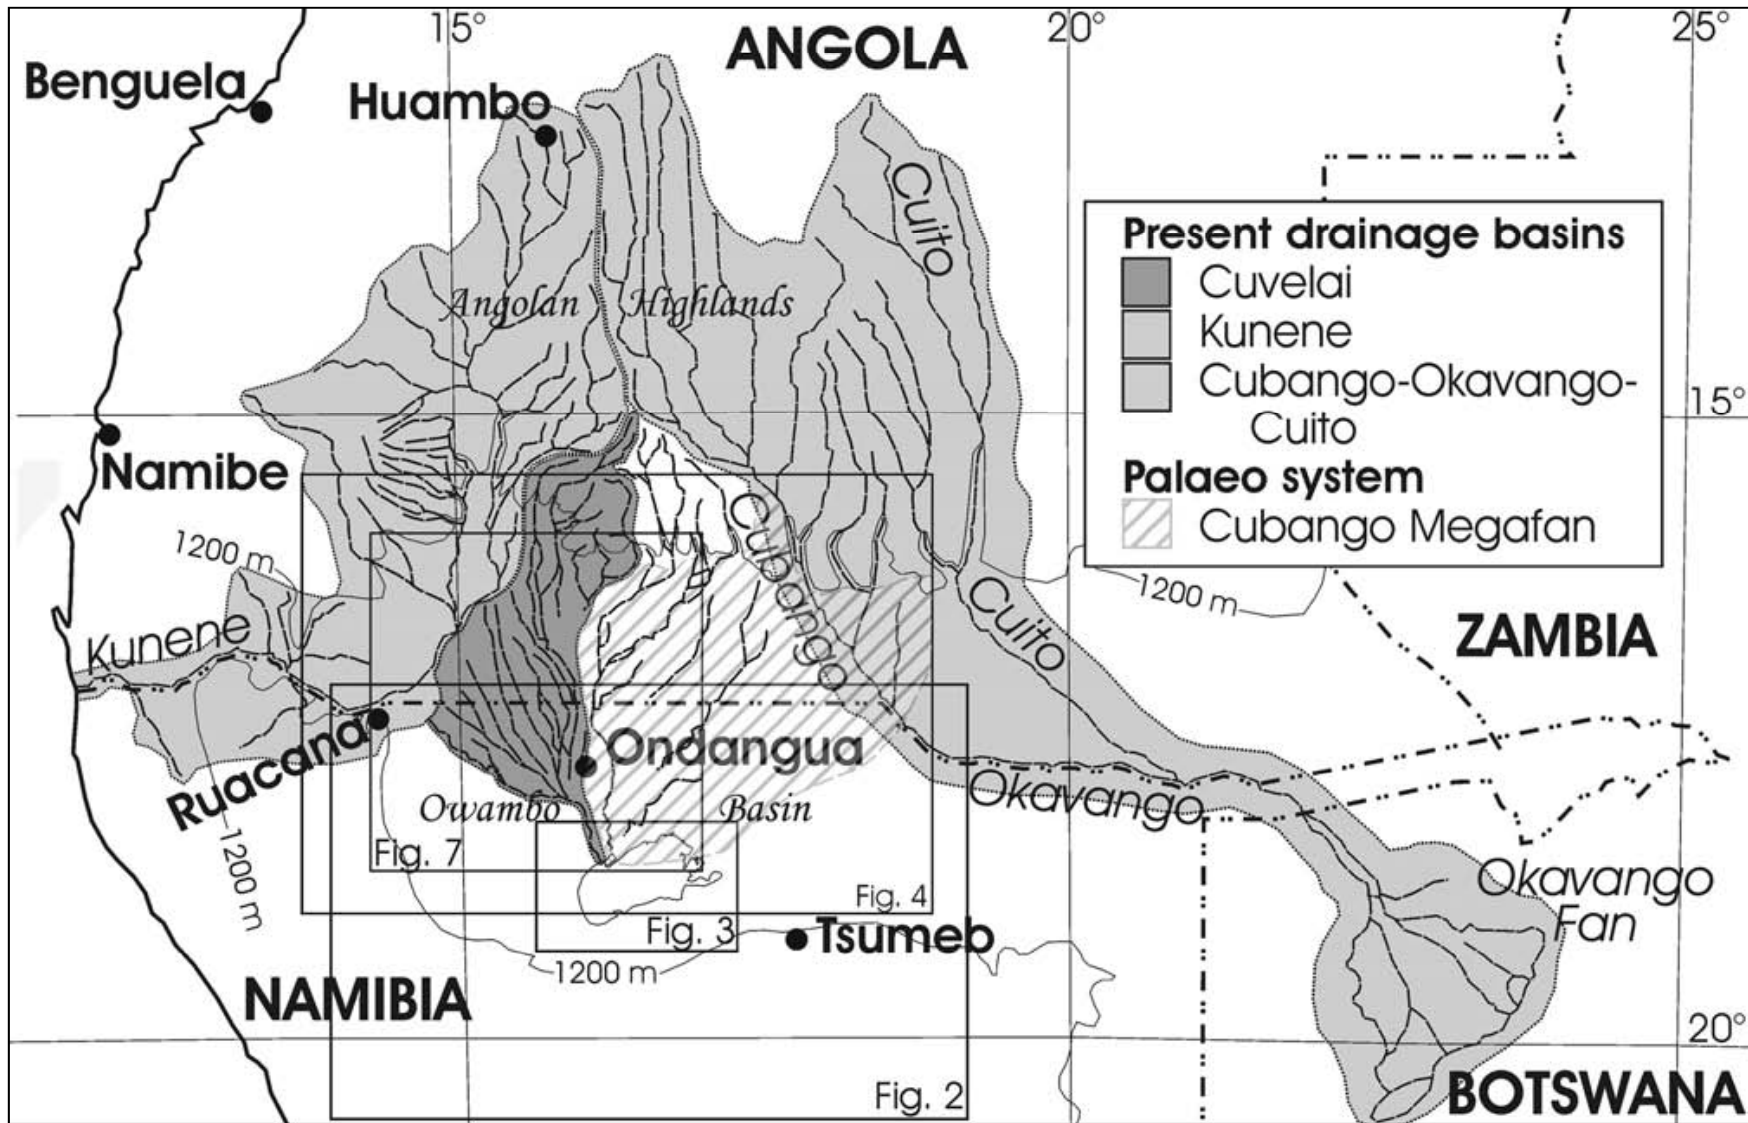 15°
20°
25°
ANGOLA
Benguela
Huambo
Cuito
Present drainage basins
Cuvelai
Kunene
Cubango-Okavango-
Cuito
Palaeo system
Cubango Megafan
Angolan Highlands
15°
Namibe
1200 m
Cubango
1200 m
Cuito
Kunene
ZAMBIA
Ruacana
Ondangua
Owambo Basin
Okavango
1200 m
Fig. 7
Fig. 4
Okavango
Fan
Fig. 3
Tsumeb
1200 m
NAMIBIA
20°
Fig. 2
BOTSWANA